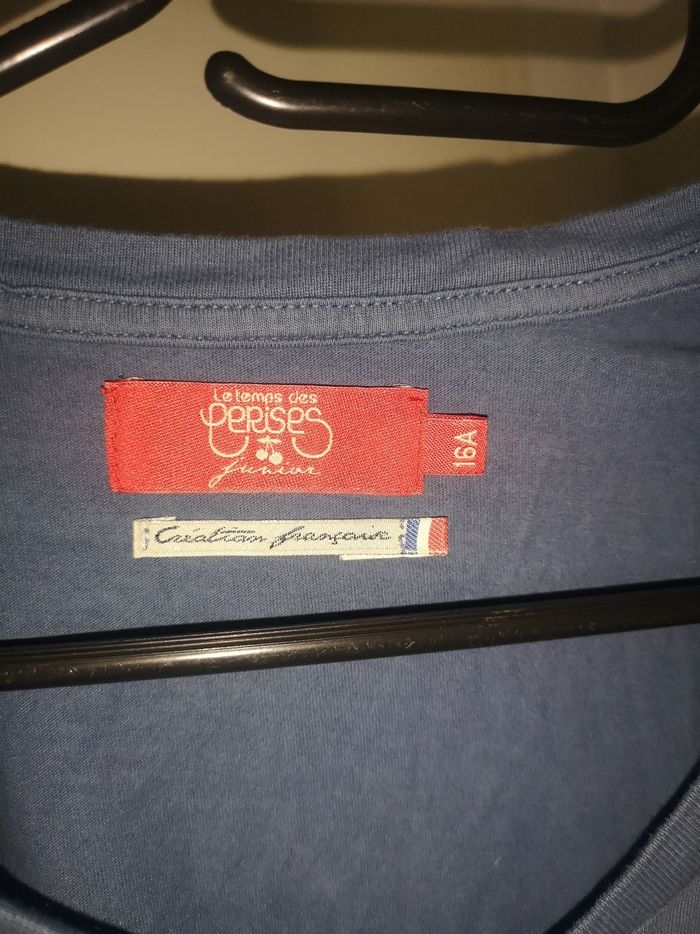 Le temps des
CERISES
junior
16A
Création française